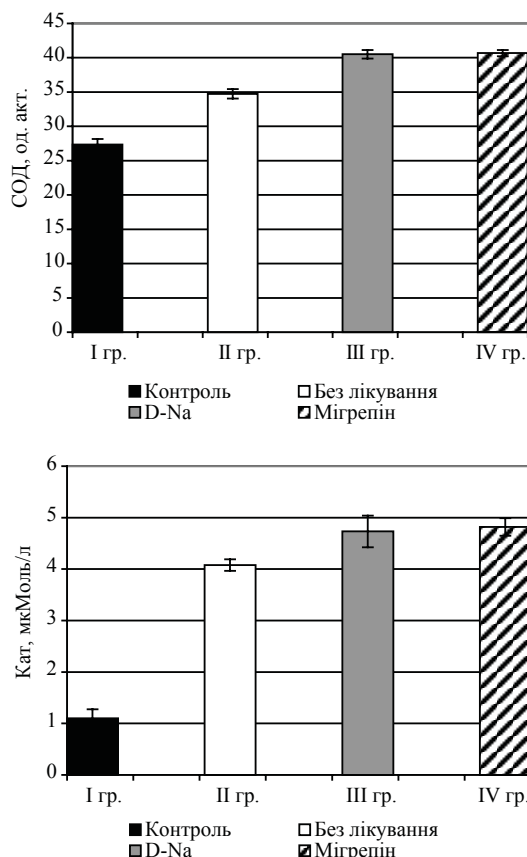 СОД, од. акт.
45
40
35
30
25
20
15
10
5
0
I гр.
II гр.
III гр.
IV гр.
Контроль
Без лікування
D-Na
Мігрепін
Кат, мкМоль/л
6
5
4
3
2
1
0
I гр.
II гр.
III гр.
IV гр.
Контроль
Без лікування
D-Na
Мігрепін